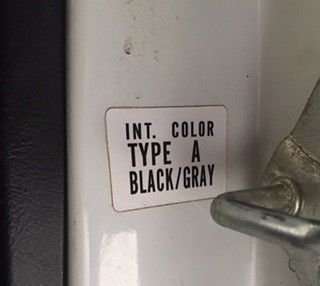 INT. COLOR
TYPE A
BLACK/GRAY